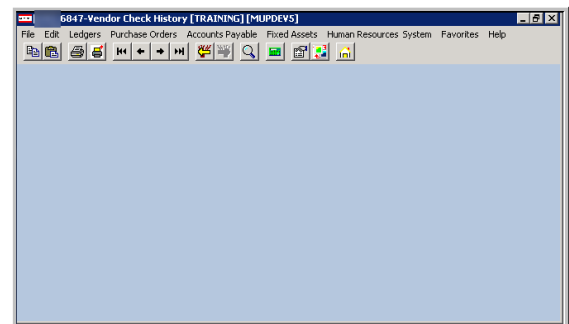 6847-Vendor Check History [TRAINING] [MUPDEV5]
File Edit Ledgers Purchase Orders Accounts Payable Fixed Assets Human Resources System Favorites Help